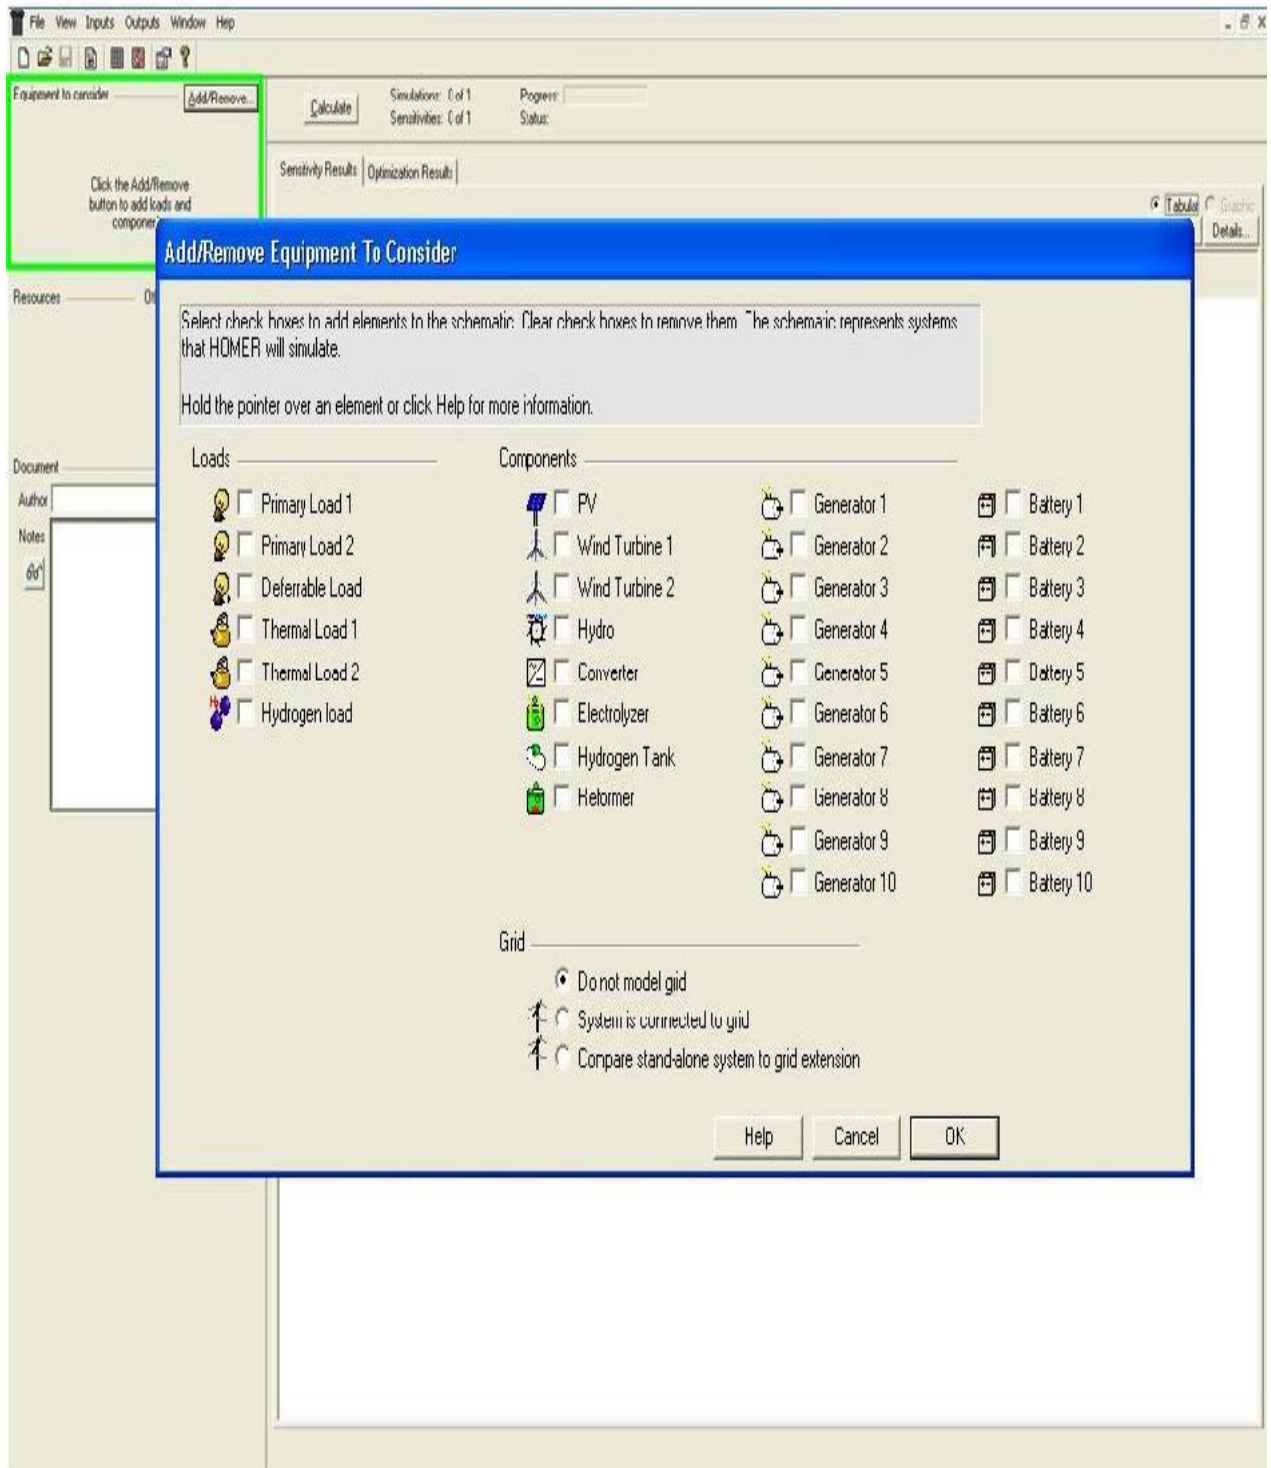 File View Inputs Outputs Window Help
Equipment to consider Add/Remove...
Calculate
Simulations: 0 of 1 Progress:
Sensitivities: 0 of 1 Status:
Click the Add/Remove
button to add loads and
Sensitivity Results Optimization Results
Tabular Graphic
Details...
Resources
Document
Author
Notes
Add/Remove Equipment To Consider
Select check boxes to add elements to the schematic. Clear check boxes to remove them. The schematic represents systems
that HOMER will simulate.
Hold the pointer over an element or click Help for more information.
Loads
Primary Load 1
Primary Load 2
Deferrable Load
Thermal Load 1
Thermal Load 2
Hydrogen load
Components
PV
Wind Turbine 1
Wind Turbine 2
Hydro
Converter
Electrolyzer
Hydrogen Tank
Reformer
Generator 1
Generator 2
Generator 3
Generator 4
Generator 5
Generator 6
Generator 7
Generator 8
Generator 9
Generator 10
Battery 1
Battery 2
Battery 3
Battery 4
Battery 5
Battery 6
Battery 7
Battery 8
Battery 9
Battery 10
Grid
Do not model grid
System is connected to grid
Compare stand-alone system to grid extension
Help Cancel OK